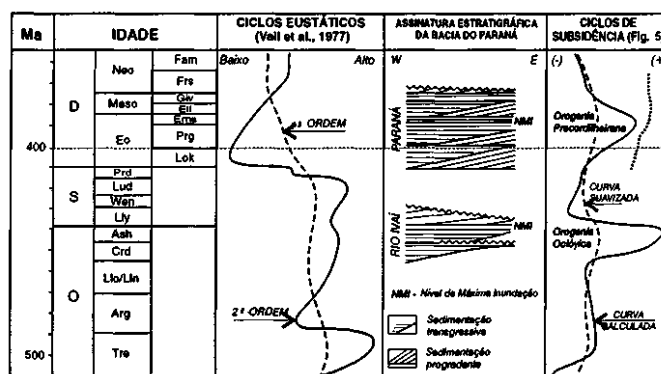 Ma
IDADE
CICLOS EUSTÁTICOS
(Vail et al., 1977)
ASSINATURA ESTRATIGRÁFICA
DA BACIA DO PARANÁ
CICLOS DE
SUBSIDÊNCIA (Fig. 5)
Baixo
Alto
W
E
(-)
(+
400
500
D
S
O
Neo
Meso
Eo
Fam
Frs
Giv
Eif
Ems
Prg
Lok
Prd
Lud
Wen
Lly
Ash
Crd
Llo/Lln
Arg
Tre
1ª ORDEM
2ª ORDEM
PARANÁ
NMI
RIO IVAÍ
NMI
NMI - Nível de Máxima Inundação
Sedimentação
transgressiva
Sedimentação
progradante
Orogenia
Precordilheirana
CURVA
SUAVIZADA
Orogenia
Oclóyica
CURVA
CALCULADA